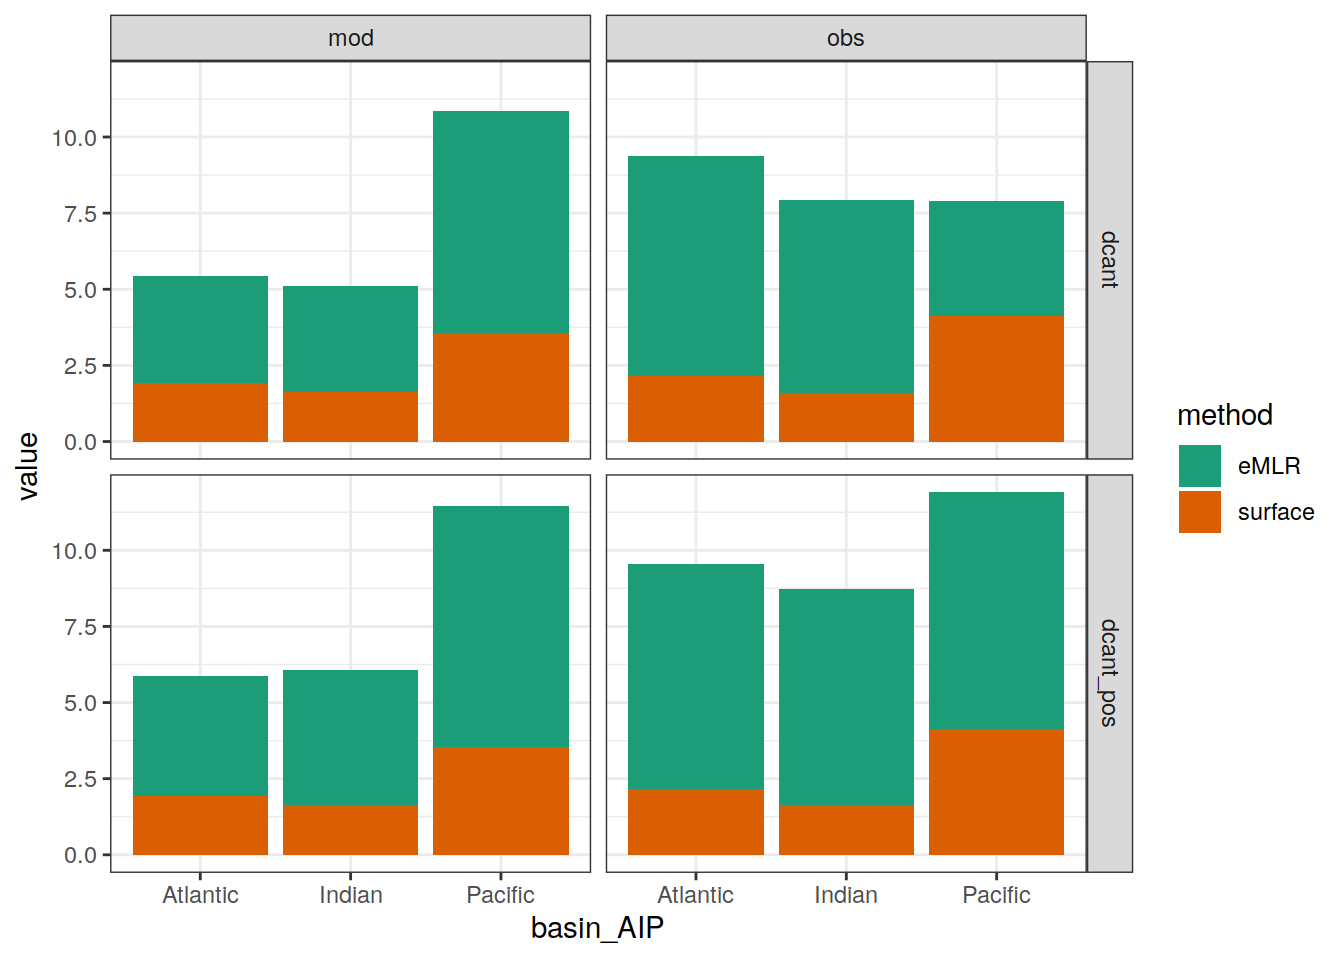 mod
obs
10.0
7.5
5.0
2.5
0.0
dcant
10.0
7.5
5.0
2.5
0.0
dcant_pos
Atlantic
Indian
Pacific
Atlantic
Indian
Pacific
basin_AIP
value
method
eMLR
surface